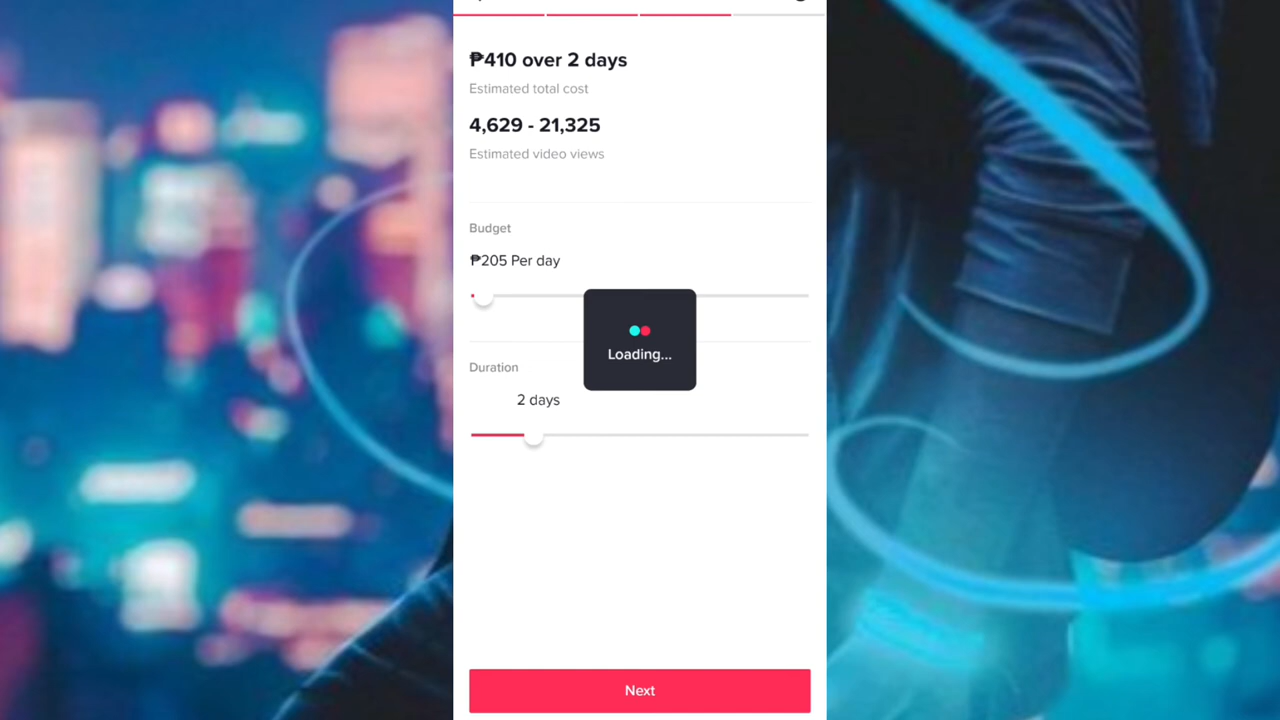 ₱410 over 2 days
Estimated total cost
4,629 - 21,325
Estimated video views
Budget
₱205 Per day
Loading...
Duration
2 days
Next